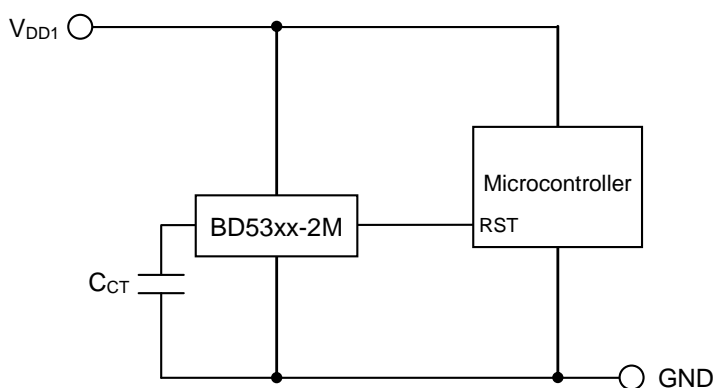 VDD1
Microcontroller
BD53xx-2M
RST
CCT
GND